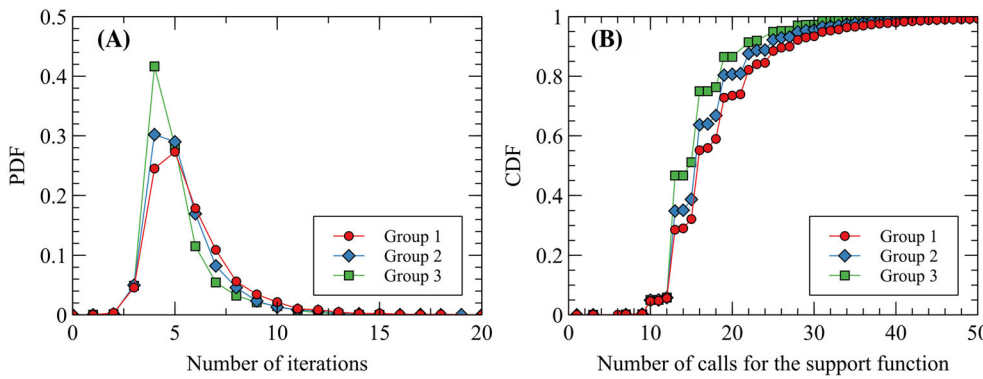 (A)
PDF
0.5
0.4
0.3
0.2
0.1
0
Group 1
Group 2
Group 3
0 5 10 15 20
Number of iterations
(B)
CDF
1
0.8
0.6
0.4
0.2
0
Group 1
Group 2
Group 3
0 10 20 30 40 50
Number of calls for the support function